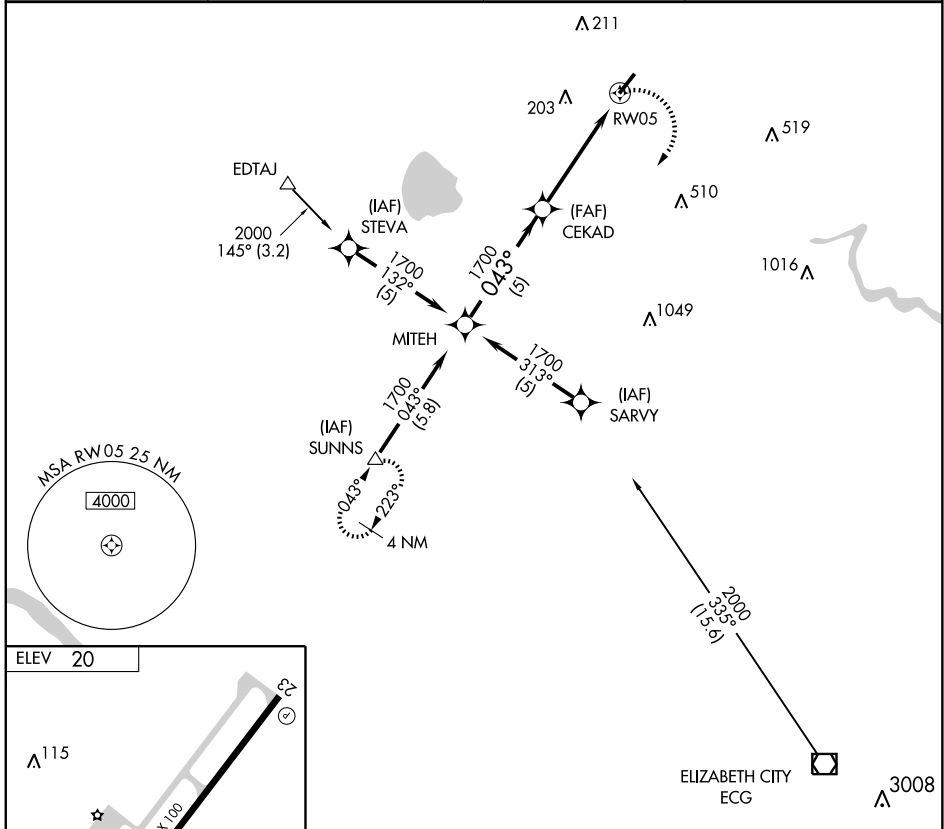 211
203
RW05
519
EDTAJ
(IAF)
STEVA
2000
145° (3.2)
510
(FAF)
CEKAD
1700
132°
(5)
1700
043°
(5)
1016
1049
MITEH
1700
313°
(5)
(IAF)
SARVY
1700
043°
(5.8)
(IAF)
SUNNS
043°
223°
4 NM
MSA RW05 25 NM
4000
2000
335°
(15.6)
ELEV 20
23
115
X 100
ELIZABETH CITY
ECG
3008